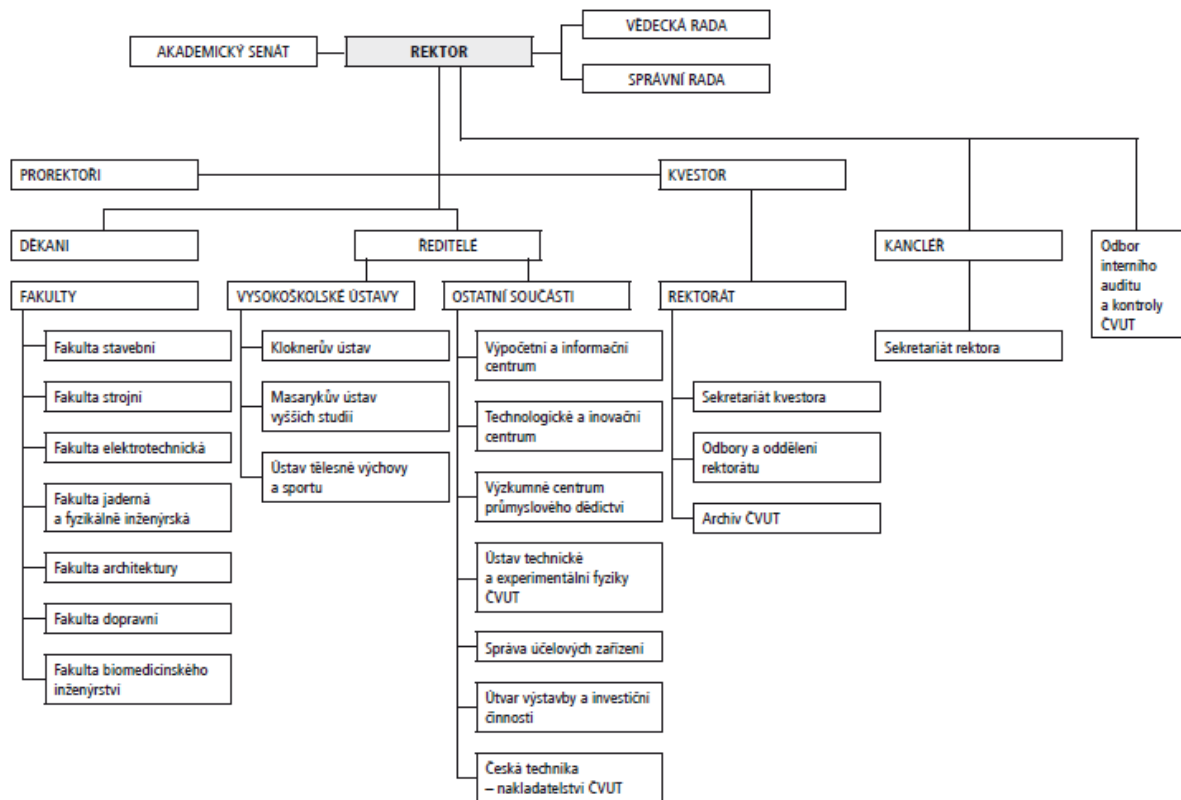 AKADEMICKÝ SENÁT
REKTOR
VĚDECKÁ RADA
SPRÁVNÍ RADA
PROREKTOŘI
KVESTOR
DĚKANI
ŘEDITELÉ
KANCLÉŘ
Odbor
interního
auditu
a kontroly
ČVUT
FAKULTY
VYSOKOŠKOLSKÉ ÚSTAVY
OSTATNÍ SOUČÁSTI
REKTORÁT
Sekretariát rektora
Fakulta stavební
Fakulta strojní
Fakulta elektrotechnická
Fakulta jaderná
a fyzikálně inženýrská
Fakulta architektury
Fakulta dopravní
Fakulta biomedicínského
inženýrství
Kloknerův ústav
Masarykův ústav
vyšších studií
Ústav tělesné výchovy
a sportu
Výpočetní a informační
centrum
Technologické a inovační
centrum
Výzkumné centrum
průmyslového dědictví
Ústav technické
a experimentální fyziky
ČVUT
Správa účelových zařízení
Útvar výstavby a investiční
činnosti
Česká technika
– nakladatelství ČVUT
Sekretariát kvestora
Odbory a oddělení
rektorátu
Archiv ČVUT